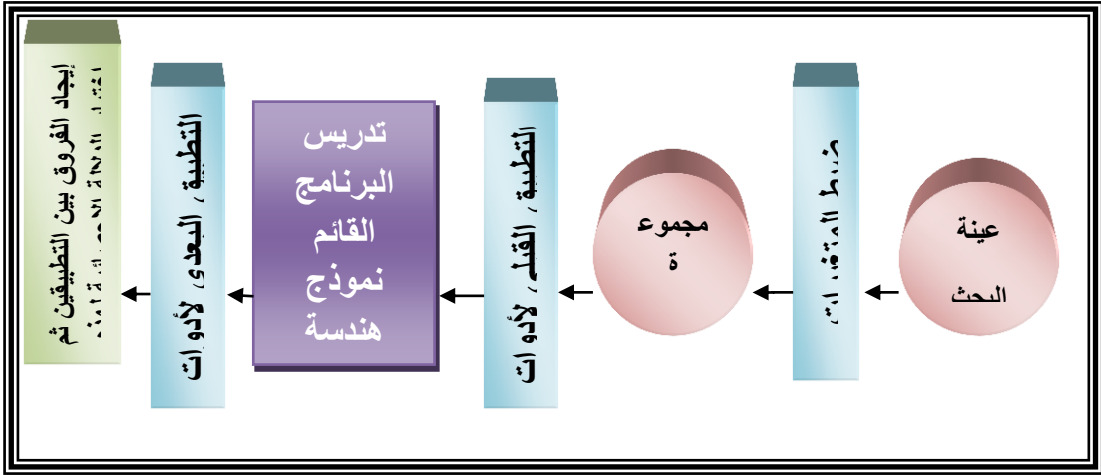 عينة
البحث
ضبط المتغيرات
مجموع
ة
التطبيق القبلي لأدوات
تدريس
البرنامج
القائم
نموذج
هندسة
التطبيق البعدي لأدوات
إيجاد الفروق بين التطبيقين ثم